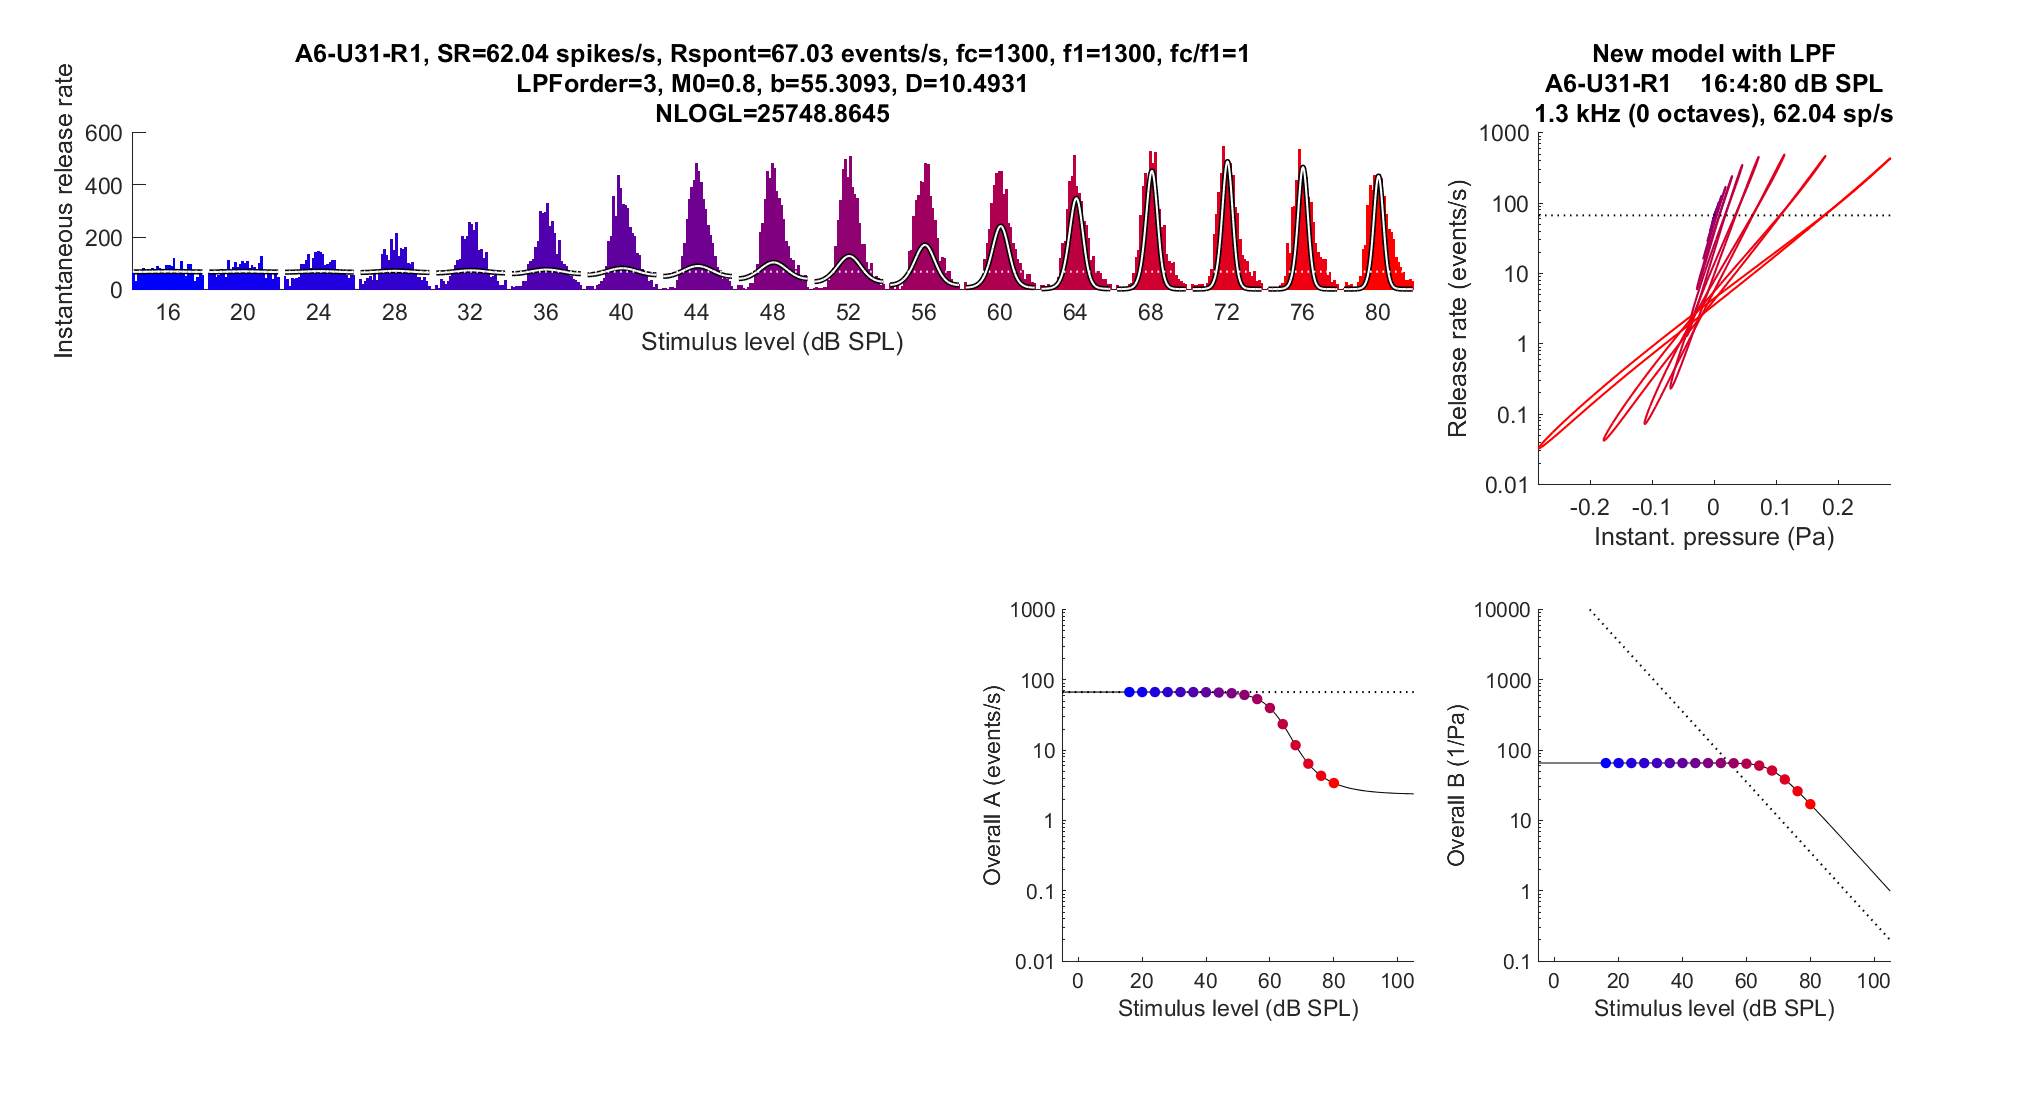 A6-U31-R1, SR=62.04 spikes/s, Rspont=67.03 events/s, fc=1300, f1=1300, fc/f1=1
LPForder=3, M0=0.8, b=55.3093, D=10.4931
NLOGL=25748.8645
Instantaneous release rate
600
400
200
0
16 20 24 28 32 36 40 44 48 52 56 60 64 68 72 76 80
Stimulus level (dB SPL)
New model with LPF
A6-U31-R1 16:4:80 dB SPL
1.3 kHz (0 octaves), 62.04 sp/s
Release rate (events/s)
1000
100
10
1
0.1
0.01
-0.2 -0.1 0 0.1 0.2
Instant. pressure (Pa)
Overall A (events/s)
1000
100
10
1
0.1
0.01
0 20 40 60 80 100
Stimulus level (dB SPL)
Overall B (1/Pa)
10000
1000
100
10
1
0.1
0 20 40 60 80 100
Stimulus level (dB SPL)